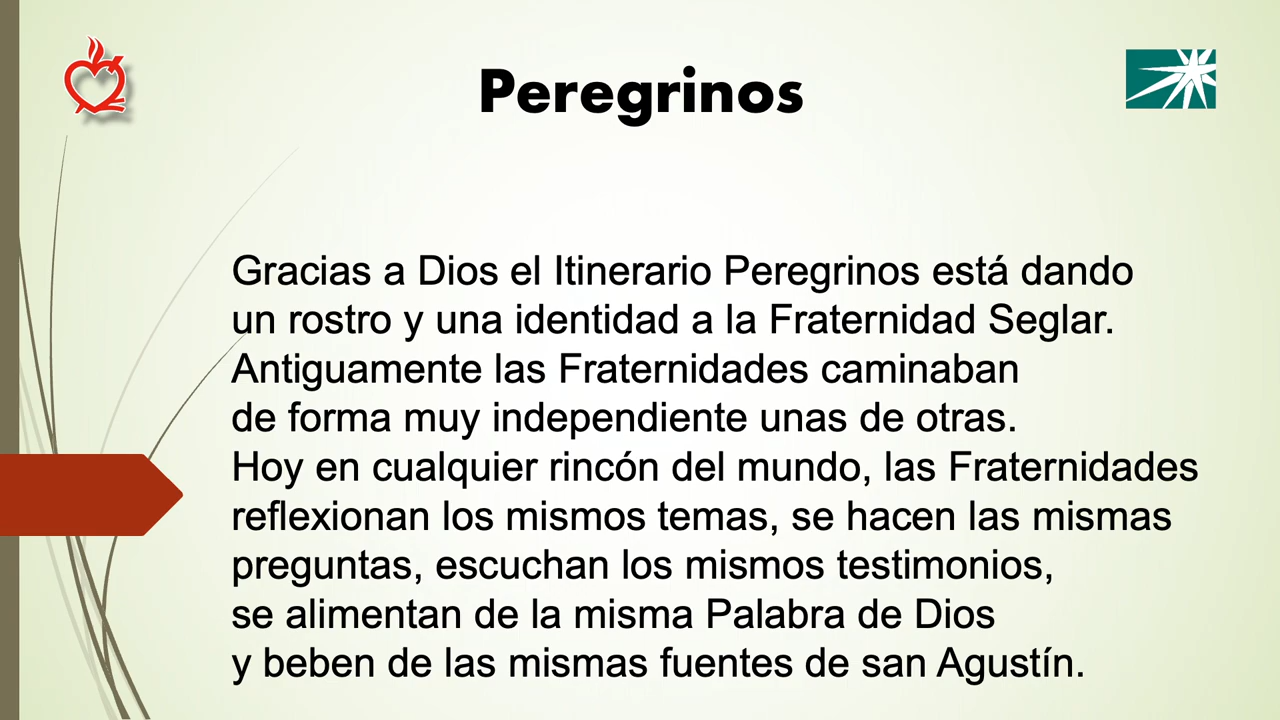 Peregrinos
Gracias a Dios el Itinerario Peregrinos está dando
un rostro y una identidad a la Fraternidad Seglar.
Antiguamente las Fraternidades caminaban
de forma muy independiente unas de otras.
Hoy en cualquier rincón del mundo, las Fraternidades
reflexionan los mismos temas, se hacen las mismas
preguntas, escuchan los mismos testimonios,
se alimentan de la misma Palabra de Dios
y beben de las mismas fuentes de san Agustín.